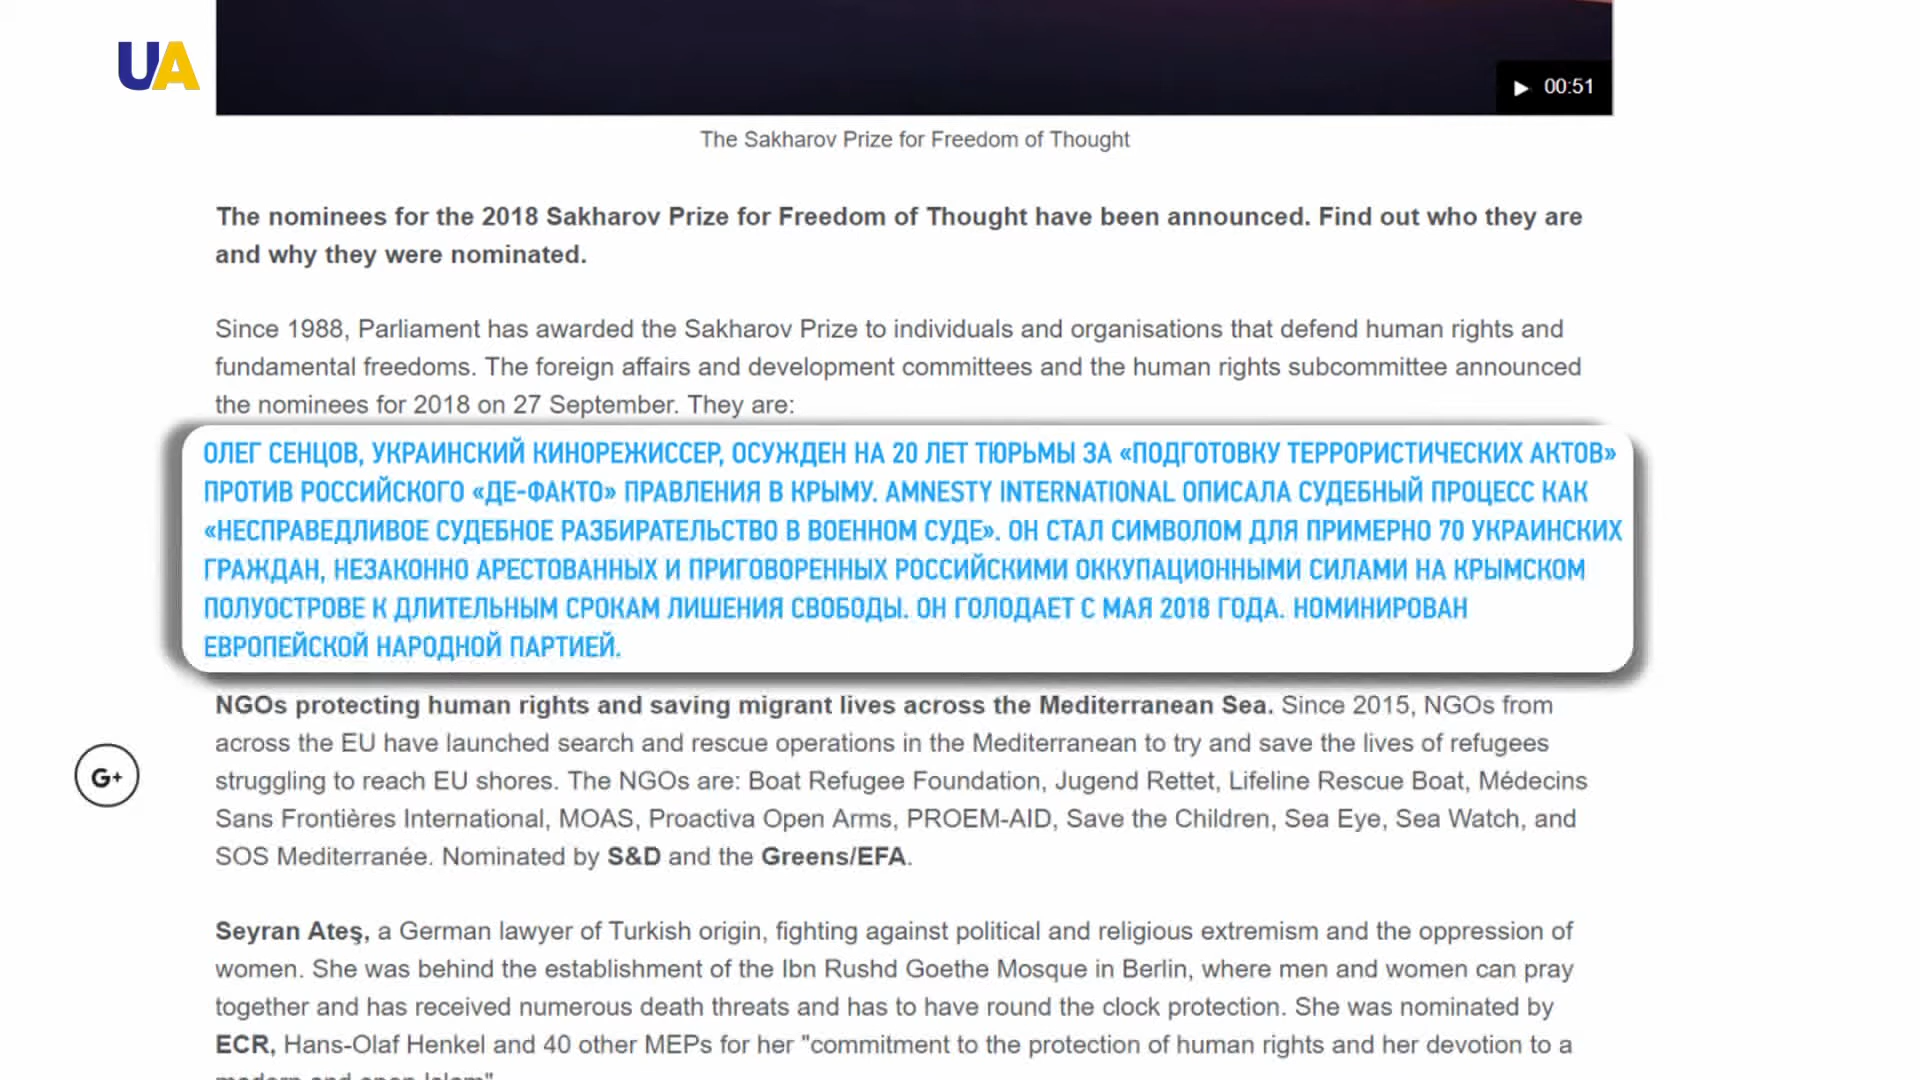 UA
00:51
The Sakharov Prize for Freedom of Thought
The nominees for the 2018 Sakharov Prize for Freedom of Thought have been announced. Find out who they are
and why they were nominated.
Since 1988, Parliament has awarded the Sakharov Prize to individuals and organisations that defend human rights and
fundamental freedoms. The foreign affairs and development committees and the human rights subcommittee announced
the nominees for 2018 on 27 September. They are:
ОЛЕГ СЕНЦОВ, УКРАИНСКИЙ КИНОРЕЖИССЕР, ОСУЖДЕН НА 20 ЛЕТ ТЮРЬМЫ ЗА «ПОДГОТОВКУ ТЕРРОРИСТИЧЕСКИХ АКТОВ»
ПРОТИВ РОССИЙСКОГО «ДЕ-ФАКТО» ПРАВЛЕНИЯ В КРЫМУ. AMNESTY INTERNATIONAL ОПИСАЛА СУДЕБНЫЙ ПРОЦЕСС КАК
«НЕСПРАВЕДЛИВОЕ СУДЕБНОЕ РАЗБИРАТЕЛЬСТВО В ВОЕННОМ СУДЕ». ОН СТАЛ СИМВОЛОМ ДЛЯ ПРИМЕРНО 70 УКРАИНСКИХ
ГРАЖДАН, НЕЗАКОННО АРЕСТОВАННЫХ И ПРИГОВОРЕННЫХ РОССИЙСКИМИ ОККУПАЦИОННЫМИ СИЛАМИ НА КРЫМСКОМ
ПОЛУОСТРОВЕ К ДЛИТЕЛЬНЫМ СРОКАМ ЛИШЕНИЯ СВОБОДЫ. ОН ГОЛОДАЕТ С МАЯ 2018 ГОДА. НОМИНИРОВАН
ЕВРОПЕЙСКОЙ НАРОДНОЙ ПАРТИЕЙ.
NGOs protecting human rights and saving migrant lives across the Mediterranean Sea. Since 2015, NGOs from
across the EU have launched search and rescue operations in the Mediterranean to try and save the lives of refugees
struggling to reach EU shores. The NGOs are: Boat Refugee Foundation, Jugend Rettet, Lifeline Rescue Boat, Médecins
Sans Frontières International, MOAS, Proactiva Open Arms, PROEM-AID, Save the Children, Sea Eye, Sea Watch, and
SOS Mediterranée. Nominated by S&D and the Greens/EFA.
G+
Seyran Ateş, a German lawyer of Turkish origin, fighting against political and religious extremism and the oppression of
women. She was behind the establishment of the Ibn Rushd Goethe Mosque in Berlin, where men and women can pray
together and has received numerous death threats and has to have round the clock protection. She was nominated by
ECR, Hans-Olaf Henkel and 40 other MEPs for her "commitment to the protection of human rights and her devotion to a
modern and open Islam".